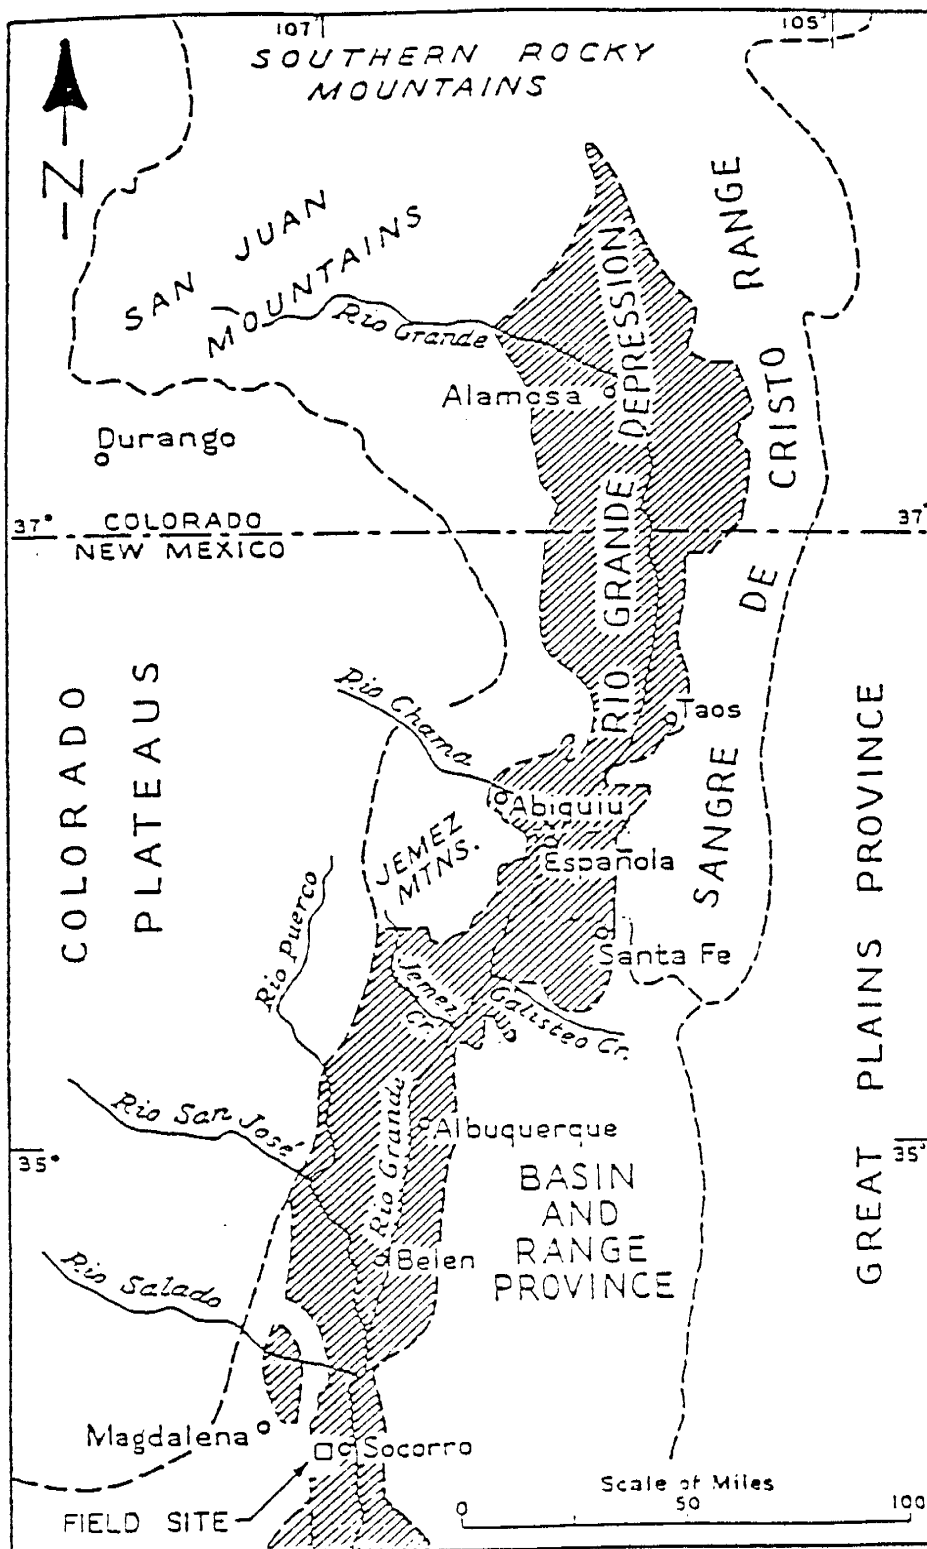 107°
105°
SOUTHERN ROCKY
MOUNTAINS
N
SAN JUAN
MOUNTAINS
Rio Grande
Alamosa
RIO GRANDE DEPRESSION
SANGRE DE CRISTO RANGE
Durango
37°
COLORADO
37°
NEW MEXICO
COLORADO
PLATEAUS
Rio Chama
Taos
Abiquiu
JEMEZ
MTNS.
Española
GREAT PLAINS PROVINCE
Rio Puerco
Santa Fe
Jemez
Cr.
Galisteo Cr.
Rio San José
Rio Grande
Albuquerque
35°
35°
BASIN
AND
RANGE
PROVINCE
Belen
Rio Salado
Magdalena
Socorro
FIELD SITE
Scale of Miles
0 50 100